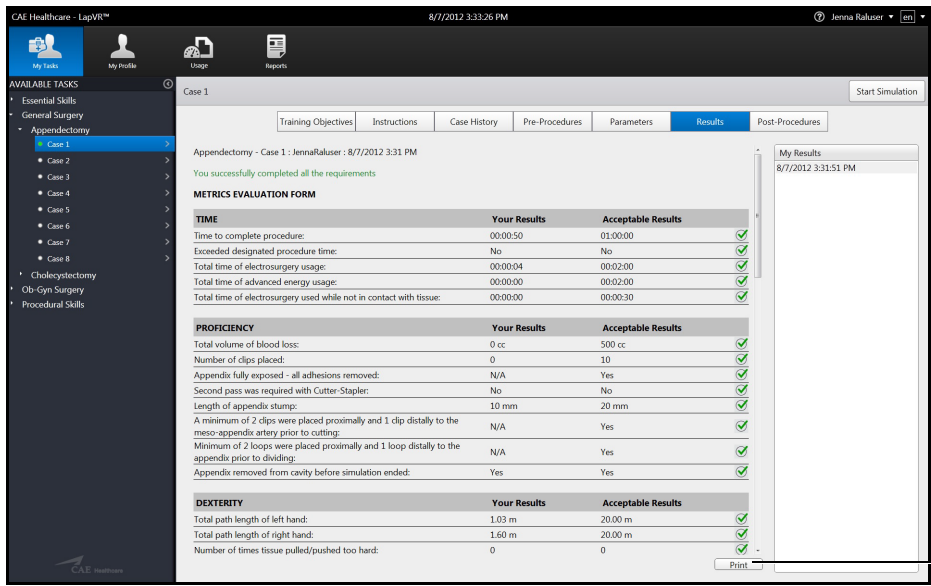 CAE Healthcare - LapVR™ 8/7/2012 3:33:26 PM Jenna Raluser en
My Tasks My Profile Usage Reports
AVAILABLE TASKS
Essential Skills
General Surgery
Appendectomy
Case 1
Case 2
Case 3
Case 4
Case 5
Case 6
Case 7
Case 8
Cholecystectomy
Ob-Gyn Surgery
Procedural Skills
CAE Healthcare
Case 1 Start Simulation
Training Objectives Instructions Case History Pre-Procedures Parameters Results Post-Procedures
Appendectomy - Case 1 : JennaRaluser : 8/7/2012 3:31 PM
You successfully completed all the requirements
METRICS EVALUATION FORM
TIME Your Results Acceptable Results
Time to complete procedure: 00:00:50 01:00:00
Exceeded designated procedure time: No No
Total time of electrosurgery usage: 00:00:04 00:02:00
Total time of advanced energy usage: 00:00:00 00:02:00
Total time of electrosurgery used while not in contact with tissue: 00:00:00 00:00:30
PROFICIENCY Your Results Acceptable Results
Total volume of blood loss: 0 cc 500 cc
Number of clips placed: 0 10
Appendix fully exposed - all adhesions removed: N/A Yes
Second pass was required with Cutter-Stapler: No No
Length of appendix stump: 10 mm 20 mm
A minimum of 2 clips were placed proximally and 1 clip distally to the
meso-appendix artery prior to cutting: N/A Yes
Minimum of 2 loops were placed proximally and 1 loop distally to the
appendix prior to dividing: N/A Yes
Appendix removed from cavity before simulation ended: Yes Yes
DEXTERITY Your Results Acceptable Results
Total path length of left hand: 1.03 m 20.00 m
Total path length of right hand: 1.60 m 20.00 m
Number of times tissue pulled/pushed too hard: 0 0
Print
My Results
8/7/2012 3:31:51 PM